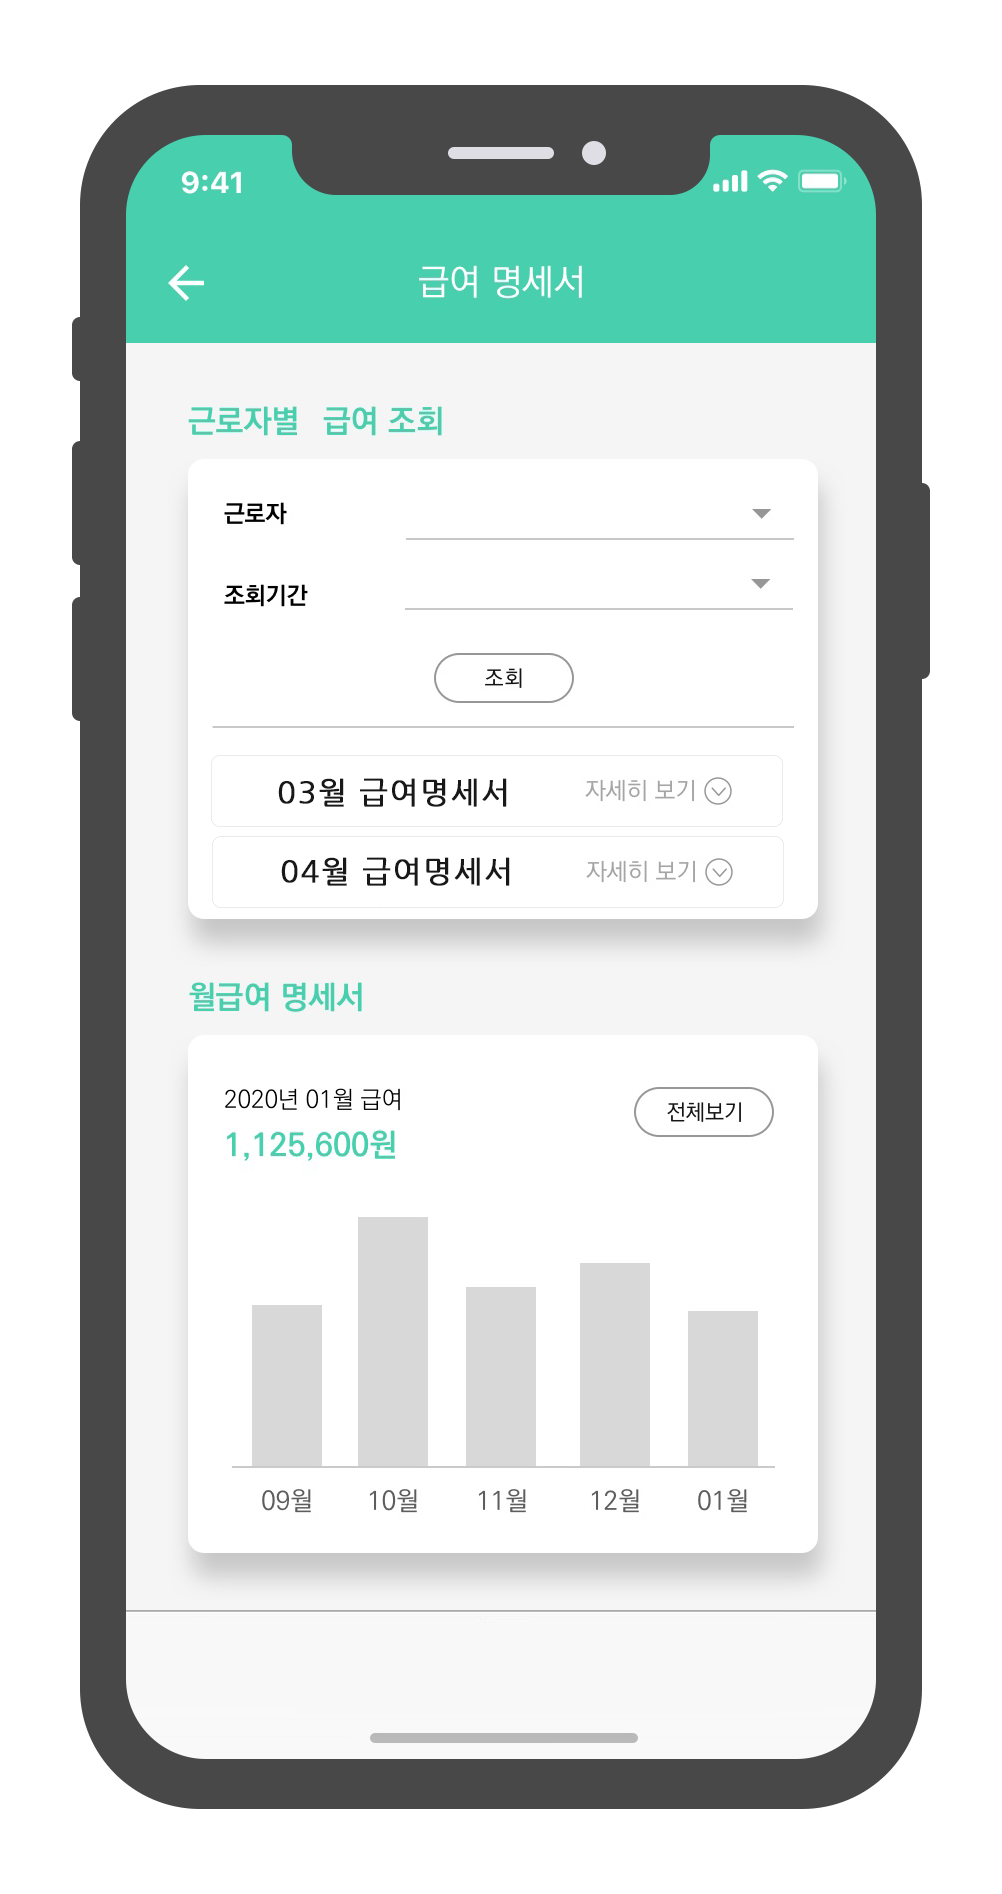 9:41
급여 명세서
근로자별 급여 조회
근로자
조회기간
조회
03월 급여명세서 자세히 보기
04월 급여명세서 자세히 보기
월급여 명세서
2020년 01월 급여
전체보기
1,125,600원
09월 10월 11월 12월 01월